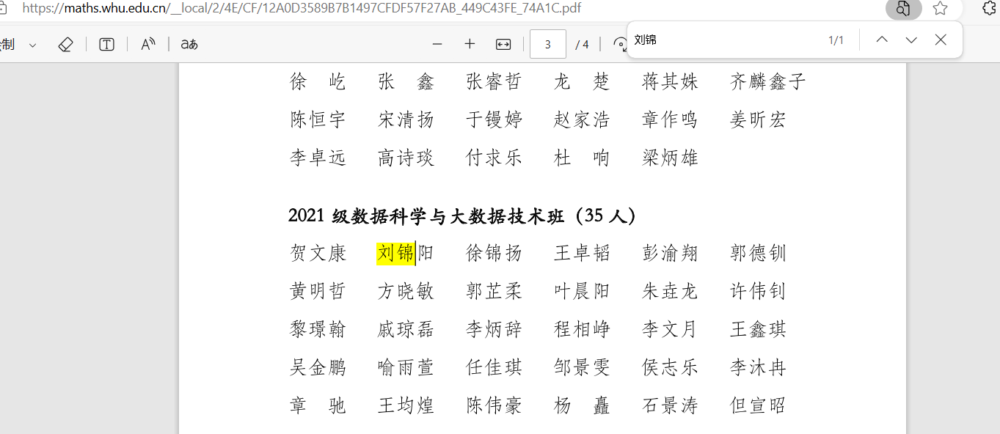 https://maths.whu.edu.cn/__local/2/4E/CF/12A0D3589B7B1497CFDF57F27AB_449C43FE_74A1C.pdf
刘锦 1/1
制 T A aあ 3 / 4
徐 屹 张 鑫 张睿哲 龙 楚 蒋其姝 齐麟鑫子
陈恒宇 宋清扬 于镘婷 赵家浩 章作鸣 姜昕宏
李卓远 高诗琰 付求乐 杜 响 梁炳雄
2021 级数据科学与大数据技术班（35 人）
贺文康 刘锦阳 徐锦扬 王卓韬 彭渝翔 郭德钏
黄明哲 方晓敏 郭芷柔 叶晨阳 朱垚龙 许伟钊
黎璟翰 戚琼磊 李炳辞 程相峥 李文月 王鑫琪
吴金鹏 喻雨萱 任佳琪 邹景雯 侯志乐 李沐冉
章 驰 王均煌 陈伟豪 杨 矗 石景涛 但宣昭